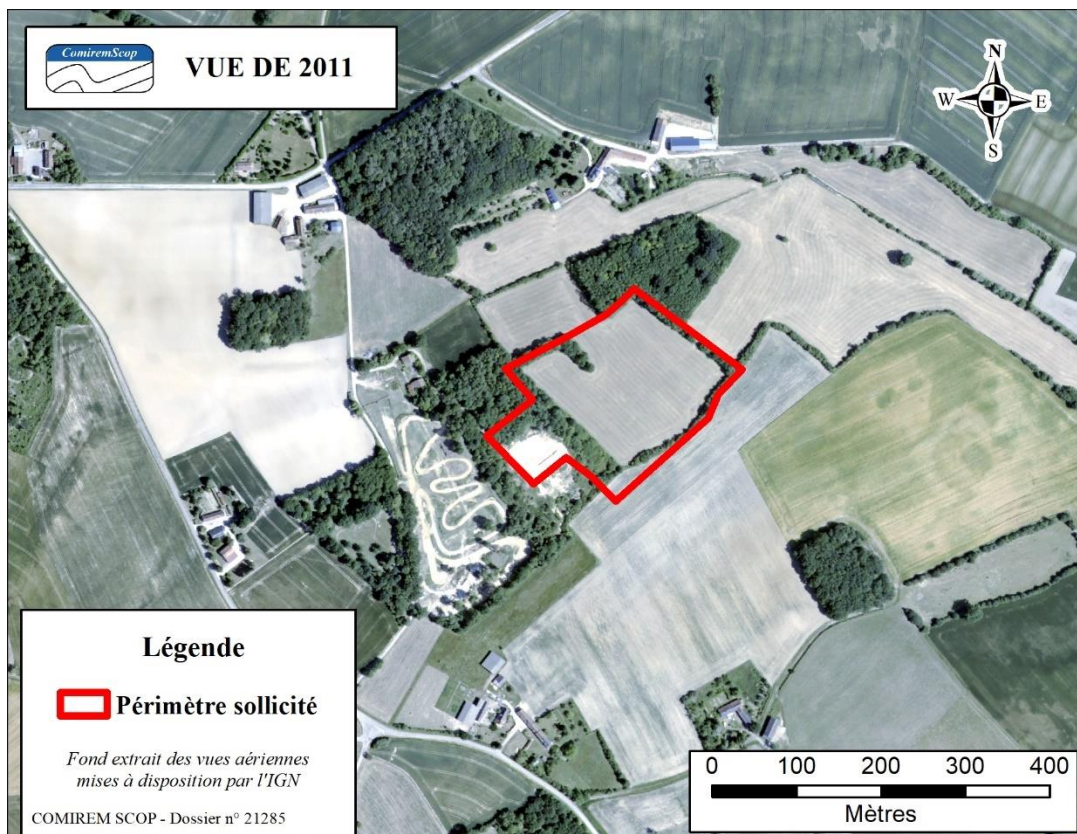 ComiremScop
VUE DE 2011
N
W E
S
Légende
Périmètre sollicité
Fond extrait des vues aériennes
mises à disposition par l'IGN
COMIREM SCOP - Dossier n° 21285
0 100 200 300 400
Mètres